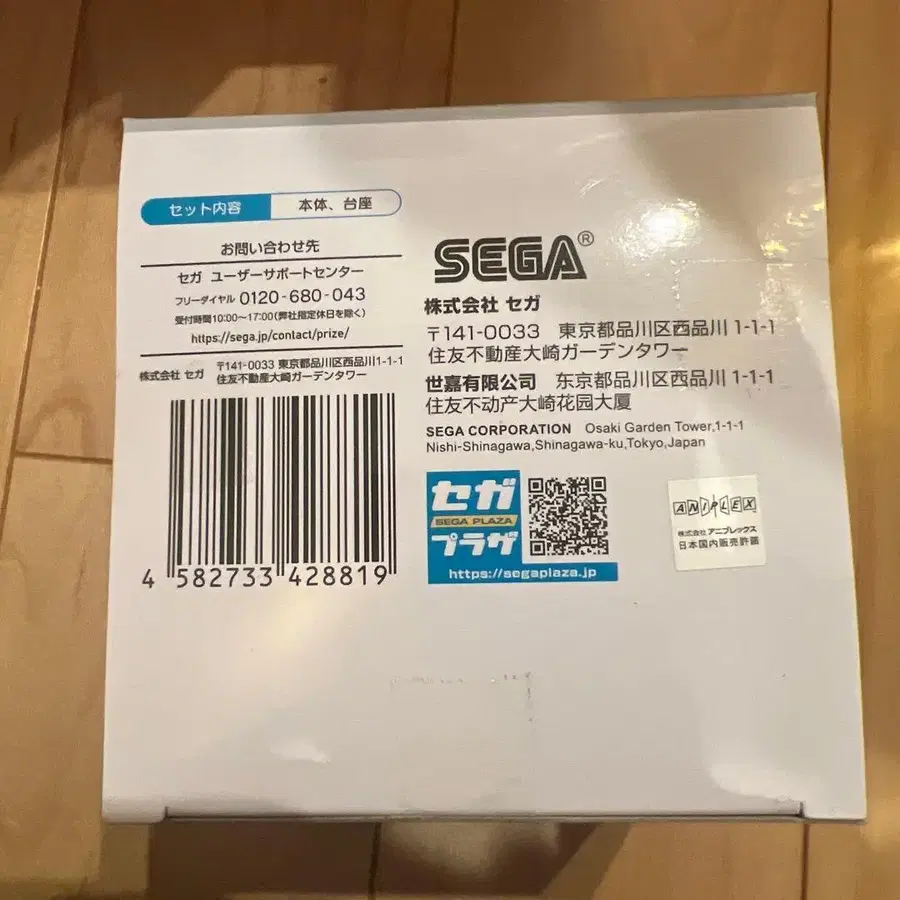 セット内容 本体、台座
お問い合わせ先
セガ ユーザーサポートセンター
フリーダイヤル 0120-680-043
受付時間10:00〜17:00(弊社指定休日を除く)
https://sega.jp/contact/prize/
株式会社 セガ 〒141-0033 東京都品川区西品川1-1-1
住友不動産大崎ガーデンタワー
4 582733 428819
SEGA®
株式会社 セガ
〒141-0033 東京都品川区西品川 1-1-1
住友不動産大崎ガーデンタワー
世嘉有限公司 东京都品川区西品川 1-1-1
住友不动产大崎花园大厦
SEGA CORPORATION Osaki Garden Tower,1-1-1
Nishi-Shinagawa,Shinagawa-ku,Tokyo,Japan
セガ
SEGA PLAZA
プラザ
https://segaplaza.jp
ANIPLEX
株式会社 アニプレックス
日本国内販売許諾